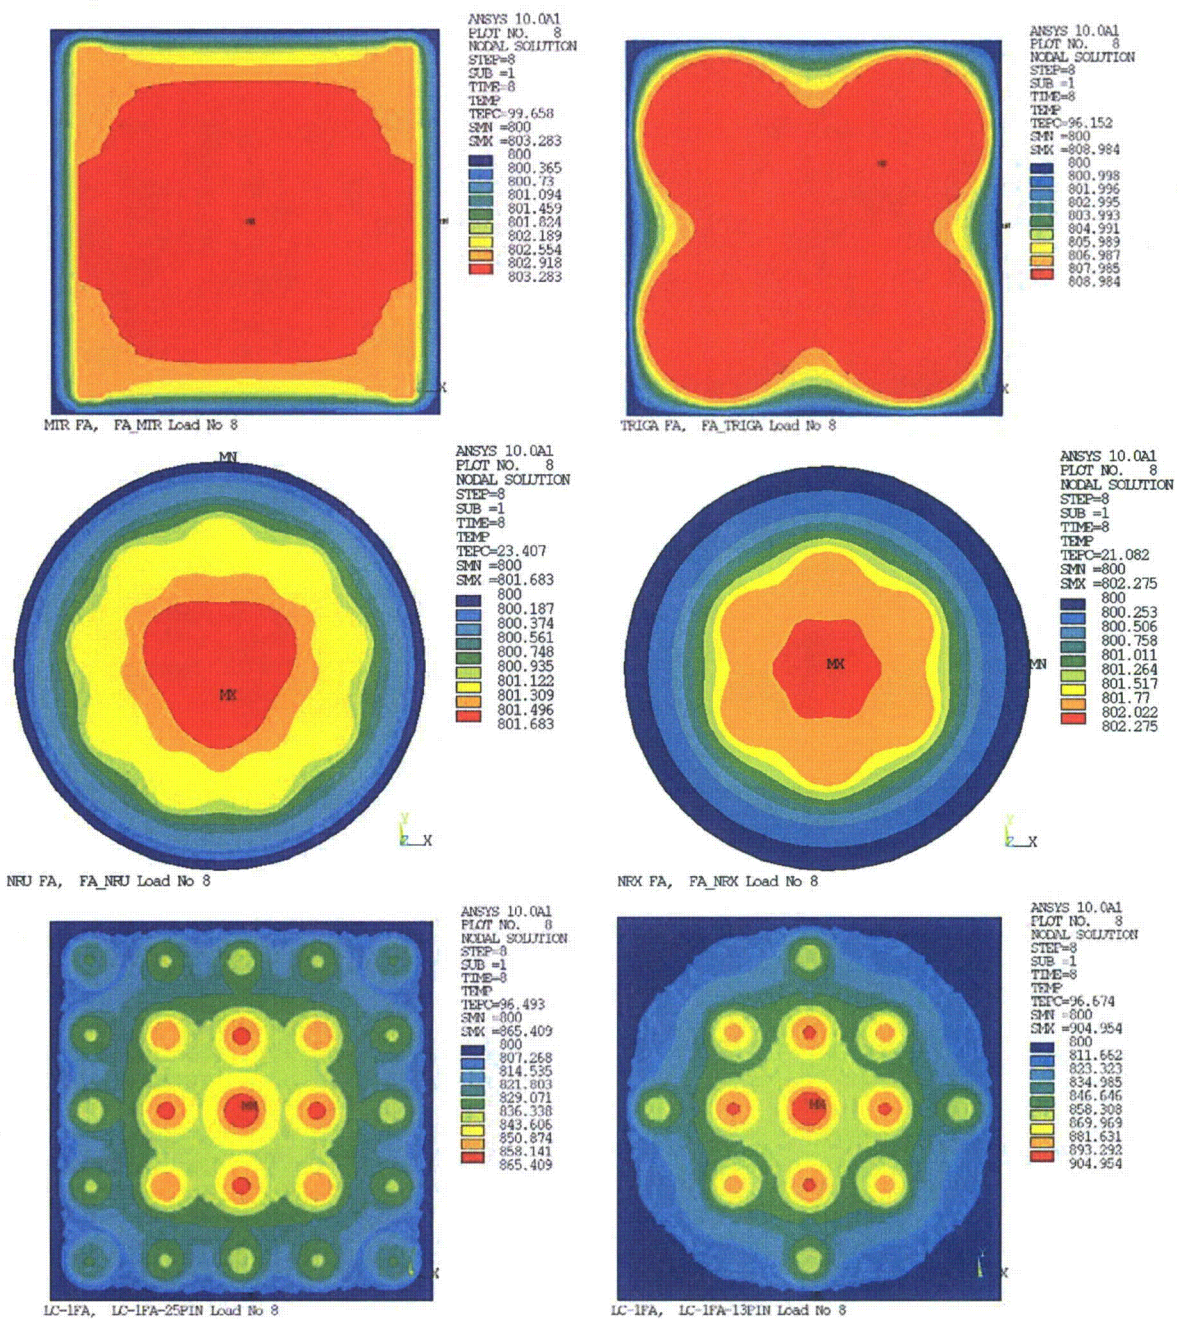 ANSYS 10.0A1
PLOT NO. 8
NODAL SOLUTION
STEP=8
SUB =1
TIME=8
TEMP
TEPC=99.658
SMN =800
SMX =803.283
800
800.365
800.73
801.094
801.459
801.824
802.189
802.554
802.918
803.283
X
MTR FA, FA_MTR Load No 8
ANSYS 10.0A1
PLOT NO. 8
NODAL SOLUTION
STEP=8
SUB =1
TIME=8
TEMP
TEPC=96.152
SMN =800
SMX =808.984
800
800.998
801.996
802.995
803.993
804.991
805.989
806.987
807.985
808.984
X
TRIGA FA, FA_TRIGA Load No 8
MN
MX
ANSYS 10.0A1
PLOT NO. 8
NODAL SOLUTION
STEP=8
SUB =1
TIME=8
TEMP
TEPC=23.407
SMN =800
SMX =801.683
800
800.187
800.374
800.561
800.748
800.935
801.122
801.309
801.496
801.683
Y
Z X
NRU FA, FA_NRU Load No 8
MX
MN
ANSYS 10.0A1
PLOT NO. 8
NODAL SOLUTION
STEP=8
SUB =1
TIME=8
TEMP
TEPC=21.082
SMN =800
SMX =802.275
800
800.253
800.506
800.758
801.011
801.264
801.517
801.77
802.022
802.275
Y
Z X
NRX FA, FA_NRX Load No 8
MX
ANSYS 10.0A1
PLOT NO. 8
NODAL SOLUTION
STEP=8
SUB =1
TIME=8
TEMP
TEPC=96.493
SMN =800
SMX =865.409
800
807.268
814.535
821.803
829.071
836.338
843.606
850.874
858.141
865.409
X
LC-1FA, LC-1FA-25PIN Load No 8
MX
ANSYS 10.0A1
PLOT NO. 8
NODAL SOLUTION
STEP=8
SUB =1
TIME=8
TEMP
TEPC=96.674
SMN =800
SMX =904.954
800
811.662
823.323
834.985
846.646
858.308
869.969
881.631
893.292
904.954
X
LC-1FA, LC-1FA-13PIN Load No 8